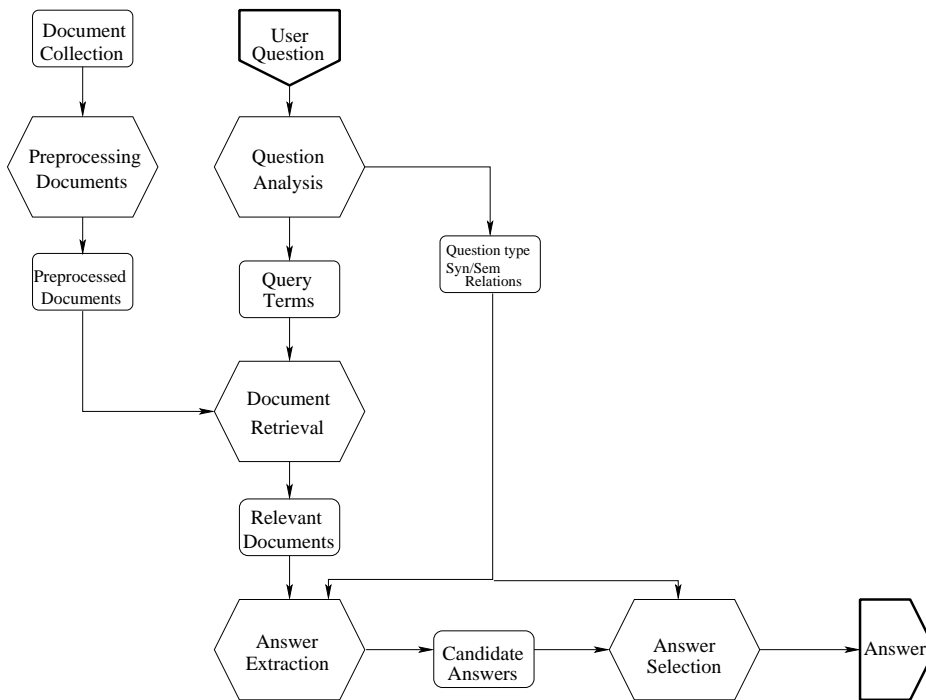 Document
Collection
User
Question
Preprocessing
Documents
Question
Analysis
Preprocessed
Documents
Query
Terms
Question type
Syn/Sem
Relations
Document
Retrieval
Relevant
Documents
Answer
Extraction
Candidate
Answers
Answer
Selection
Answer